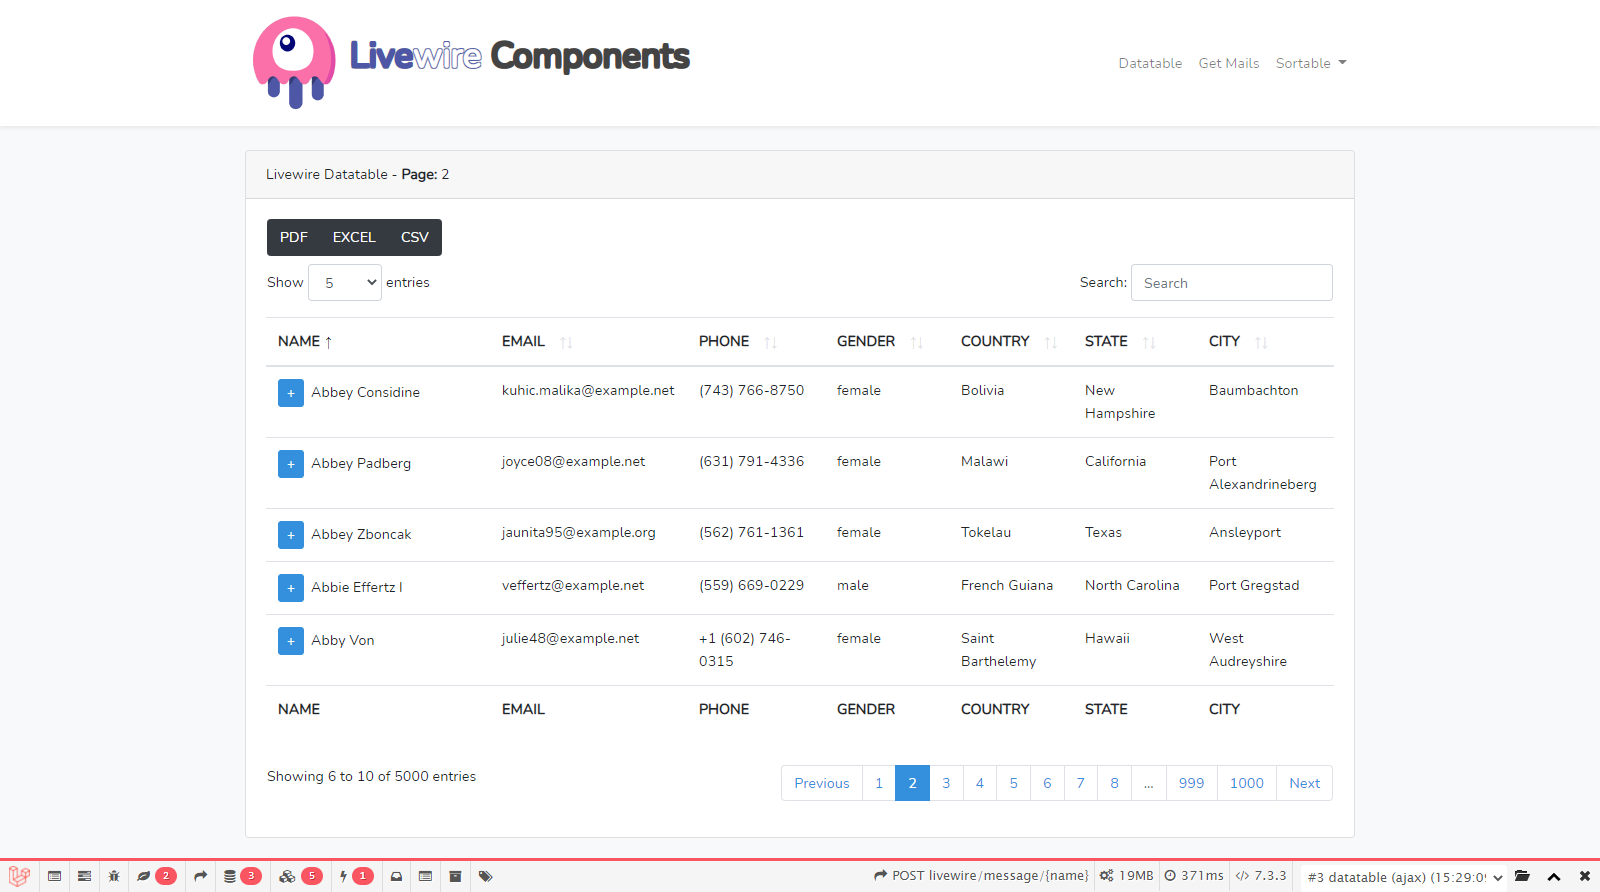 Livewire Components
Datatable Get Mails Sortable
Livewire Datatable - Page: 2
PDF EXCEL CSV
Show 5 entries Search: Search
NAME ↑ EMAIL ↑↓ PHONE ↑↓ GENDER ↑↓ COUNTRY ↑↓ STATE ↑↓ CITY ↑↓
+ Abbey Considine kuhic.malika@example.net (743) 766-8750 female Bolivia New Baumbachton
Hampshire
+ Abbey Padberg joyce08@example.net (631) 791-4336 female Malawi California Port
Alexandrineberg
+ Abbey Zboncak jaunita95@example.org (562) 761-1361 female Tokelau Texas Ansleyport
+ Abbie Effertz I veffertz@example.net (559) 669-0229 male French Guiana North Carolina Port Gregstad
+ Abby Von julie48@example.net +1 (602) 746- female Saint Hawaii West
0315 Barthelemy Audreyshire
NAME EMAIL PHONE GENDER COUNTRY STATE CITY
Showing 6 to 10 of 5000 entries Previous 1 2 3 4 5 6 7 8 ... 999 1000 Next
2 3 5 1 POST livewire/message/{name} 19MB 371ms </> 7.3.3 #3 datatable (ajax) (15:29:09